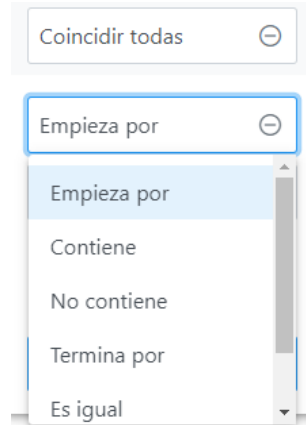 Coincidir todas
Empieza por
Empieza por
Contiene
No contiene
Termina por
Es igual